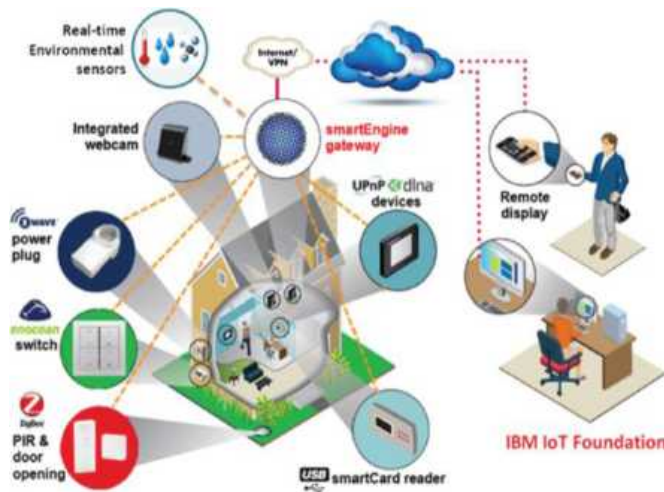 Real-time
Environmental
sensors
Internet/
VPN
Integrated
webcam
smartEngine
gateway
UPnP dlna
devices
Remote
display
WAVE
power
plug
enocean
switch
ZigBee
PIR &
door
opening
USB smartCard reader
IBM IoT Foundation